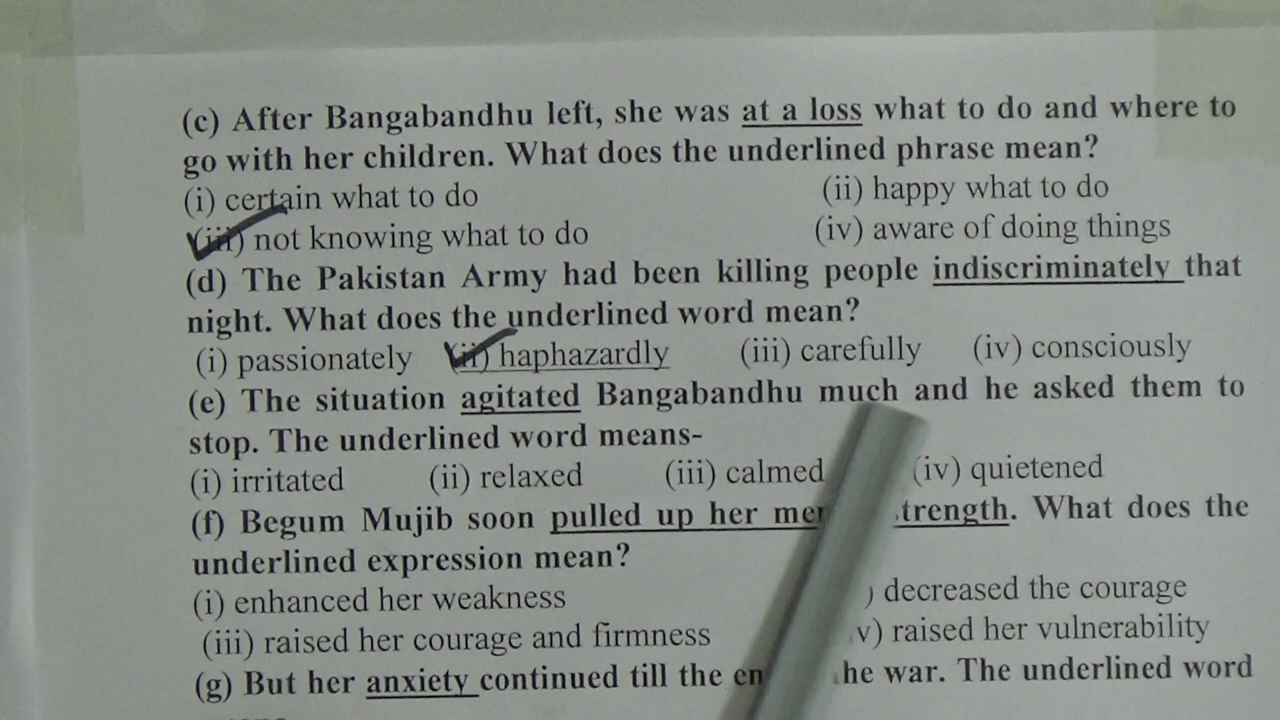 (c) After Bangabandhu left, she was at a loss what to do and where to
go with her children. What does the underlined phrase mean?
(i) certain what to do (ii) happy what to do
(iii) not knowing what to do (iv) aware of doing things
(d) The Pakistan Army had been killing people indiscriminately that
night. What does the underlined word mean?
(i) passionately (ii) haphazardly (iii) carefully (iv) consciously
(e) The situation agitated Bangabandhu much and he asked them to
stop. The underlined word means-
(i) irritated (ii) relaxed (iii) calmed (iv) quietened
(f) Begum Mujib soon pulled up her trength. What does the
underlined expression mean?
(i) enhanced her weakness ) decreased the courage
(iii) raised her courage and firmness v) raised her vulnerability
(g) But her anxiety continued till the he war. The underlined word